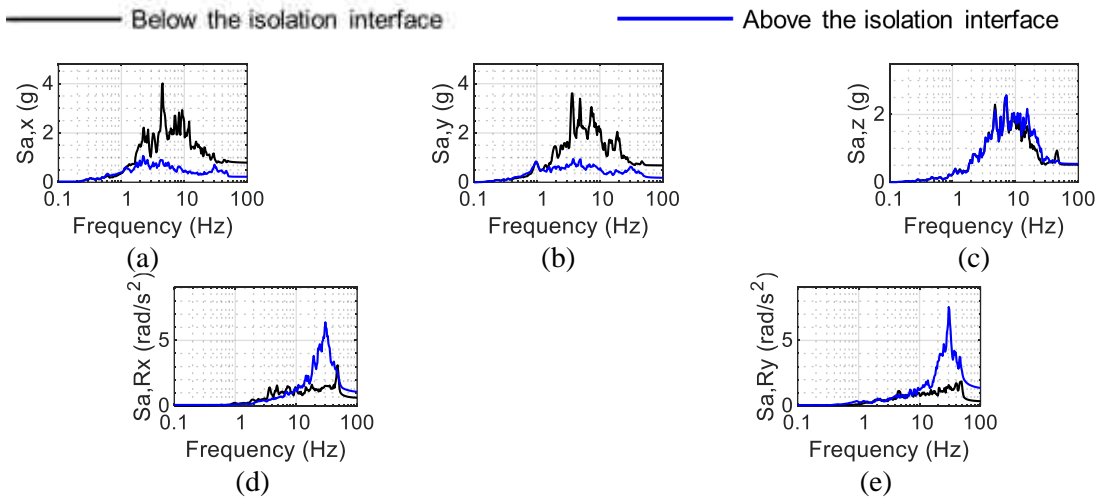 Below the isolation interface Above the isolation interface
Sa,x (g) 4 2 0 0.1 1 10 100 Frequency (Hz)
(a)
Sa,y (g) 4 2 0 0.1 1 10 100 Frequency (Hz)
(b)
Sa,z (g) 2 0 0.1 1 10 100 Frequency (Hz)
(c)
Sa,Rx (rad/s²) 5 0 0.1 1 10 100 Frequency (Hz)
(d)
Sa,Ry (rad/s²) 5 0 0.1 1 10 100 Frequency (Hz)
(e)